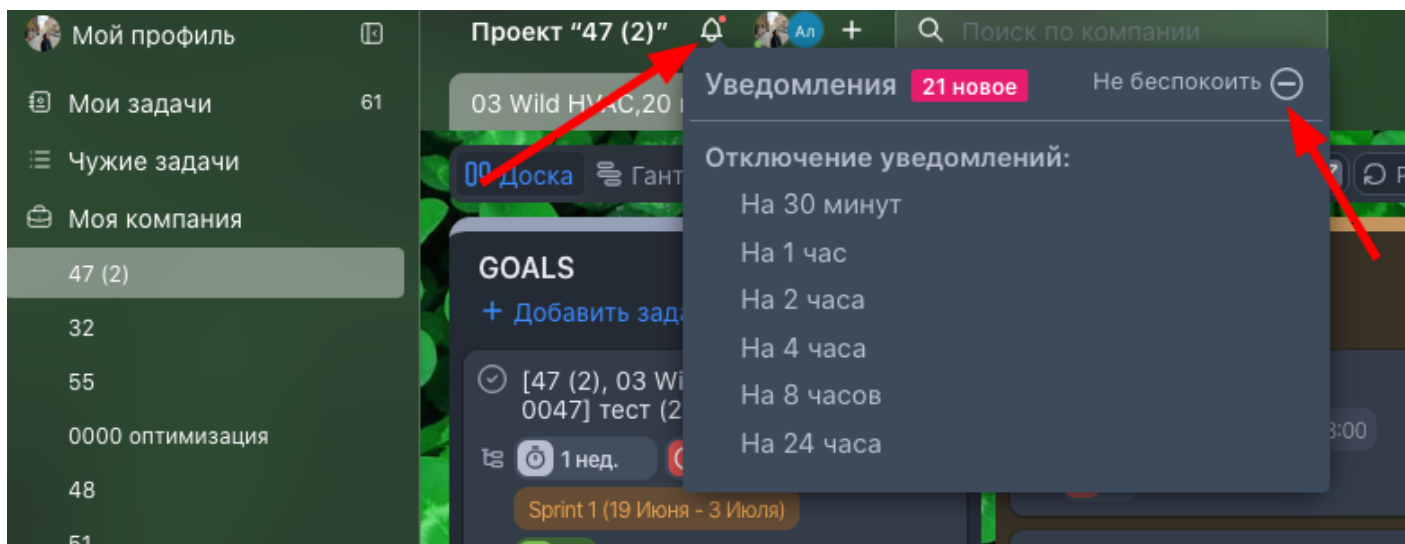 Мой профиль
Мои задачи 61
Чужие задачи
Моя компания
47 (2)
32
55
0000 оптимизация
48
51
Проект “47 (2)” Ал + Поиск по компании
03 Wild HVAC,20
Доска Гант
GOALS
+ Добавить зад
[47 (2), 03 Wi
0047] тест (2
1 нед.
Sprint 1 (19 Июня - 3 Июля)
Уведомления 21 новое Не беспокоить
Отключение уведомлений:
На 30 минут
На 1 час
На 2 часа
На 4 часа
На 8 часов
На 24 часа
:00